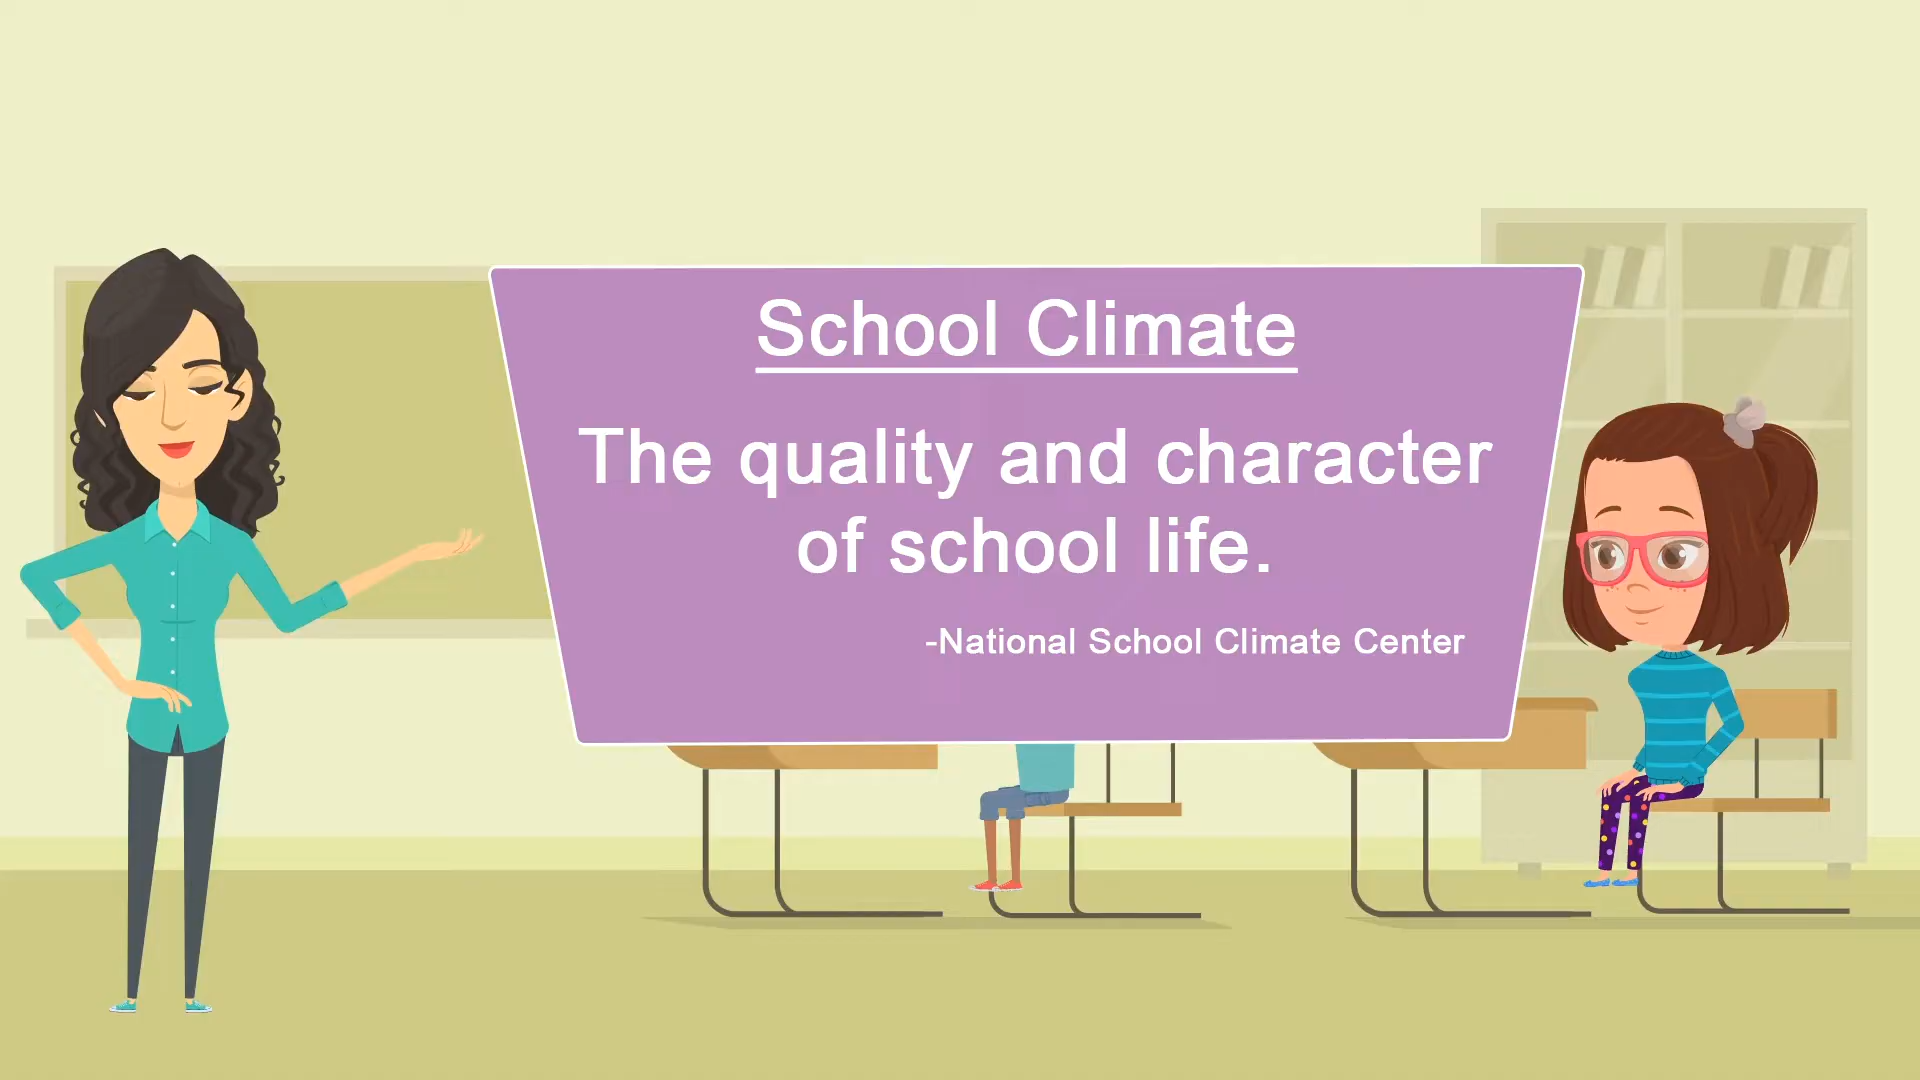 School Climate
The quality and character
of school life.
-National School Climate Center